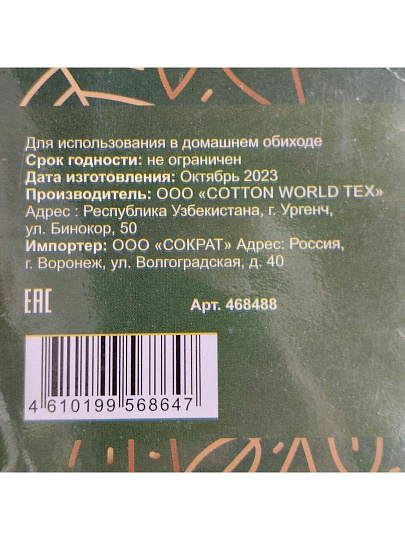 Для использования в домашнем обиходе
Срок годности: не ограничен
Дата изготовления: Октябрь 2023
Производитель: ООО «COTTON WORLD TEX»
Адрес : Республика Узбекистана, г. Ургенч,
ул. Бинокор, 50
Импортер: ООО «СОКРАТ» Адрес: Россия,
г. Воронеж, ул. Волгоградская, д. 40
EAC
Арт. 468488
4 610199 568647